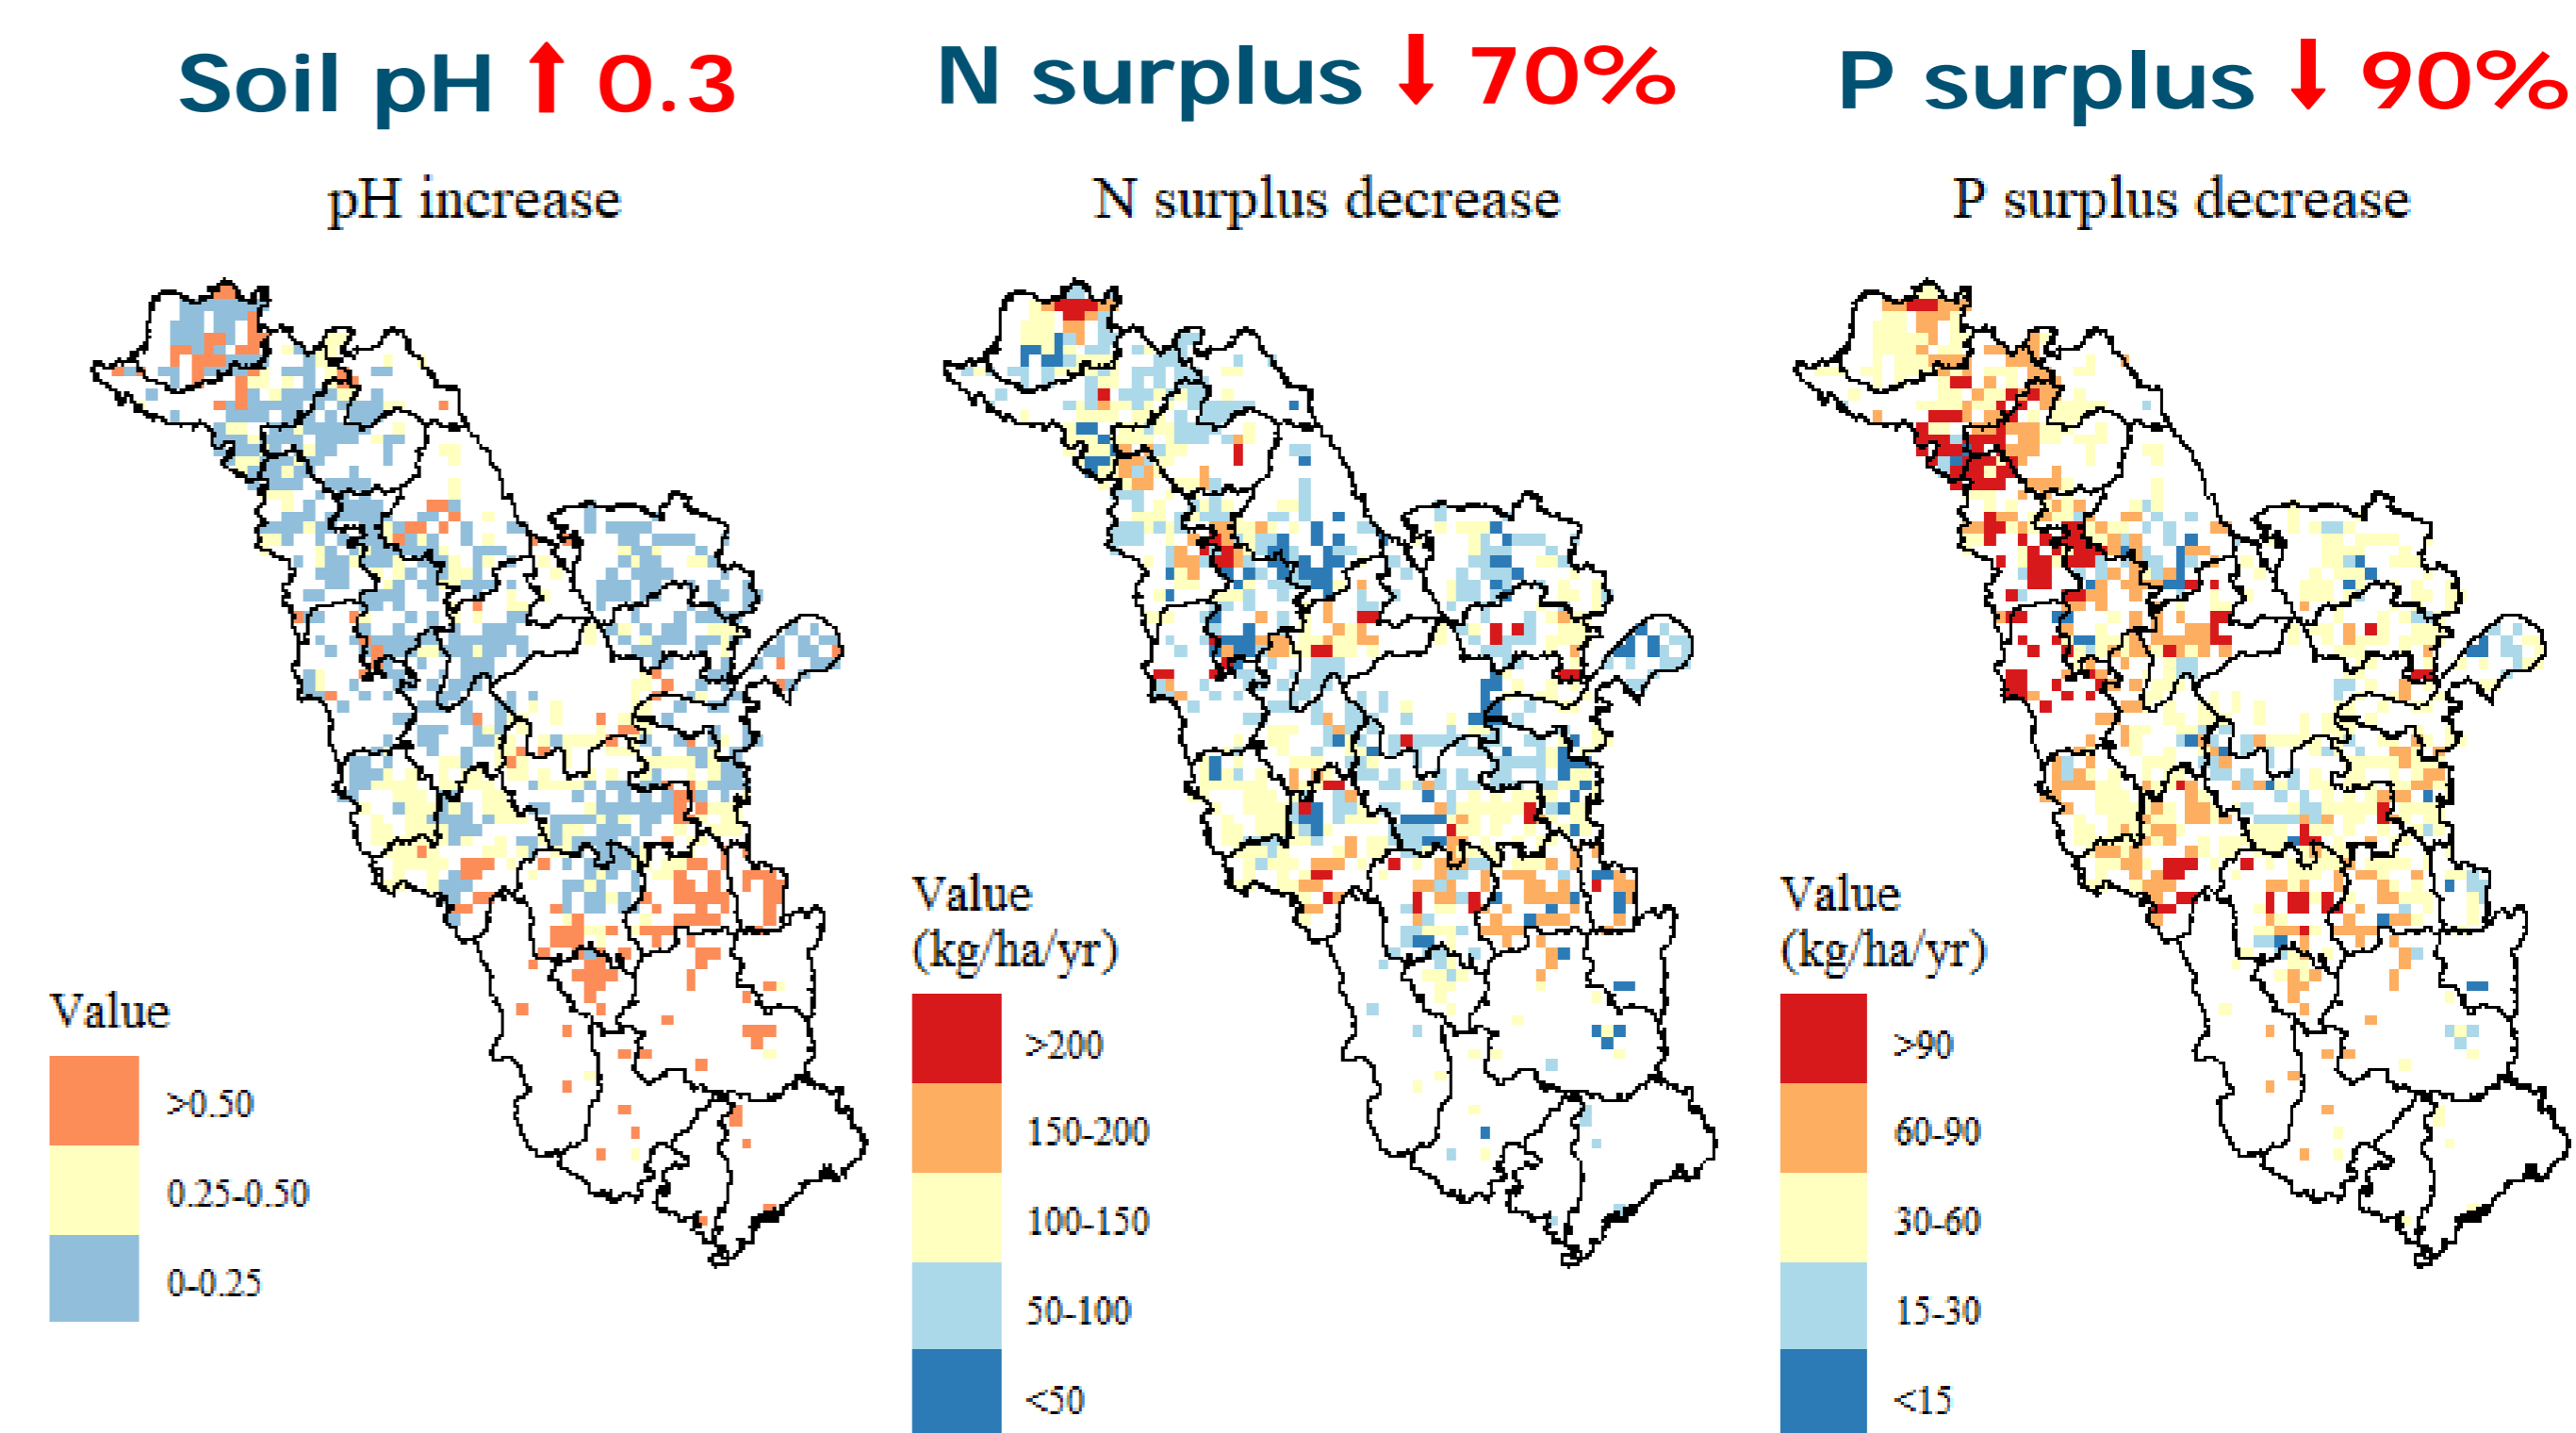 Soil pH ⬆ 0.3
pH increase
Value
>0.50
0.25-0.50
0-0.25
N surplus ⬇ 70%
N surplus decrease
Value
(kg/ha/yr)
>200
150-200
100-150
50-100
<50
P surplus ⬇ 90%
P surplus decrease
Value
(kg/ha/yr)
>90
60-90
30-60
15-30
<15